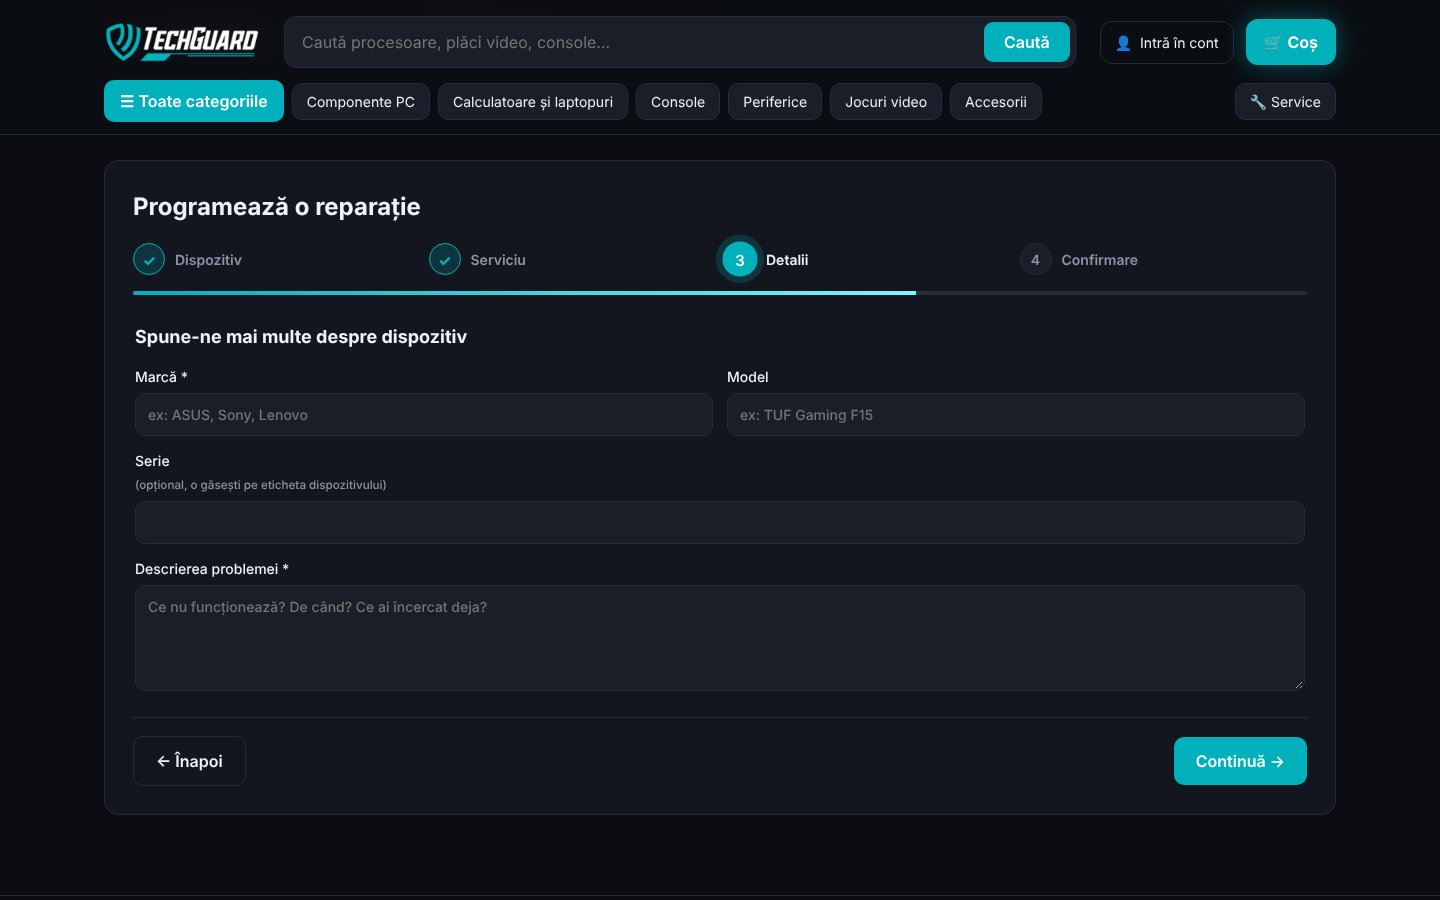 TECHGUARD
Caută procesoare, plăci video, console...
Caută
👤 Intră în cont
🛒 Coș
☰ Toate categoriile
Componente PC
Calculatoare și laptopuri
Console
Periferice
Jocuri video
Accesorii
🔧 Service
Programează o reparație
✓ Dispozitiv
✓ Serviciu
3 Detalii
4 Confirmare
Spune-ne mai multe despre dispozitiv
Marcă *
Model
ex: ASUS, Sony, Lenovo
ex: TUF Gaming F15
Serie
(opțional, o găsești pe eticheta dispozitivului)
Descrierea problemei *
Ce nu funcționează? De când? Ce ai încercat deja?
← Înapoi
Continuă →